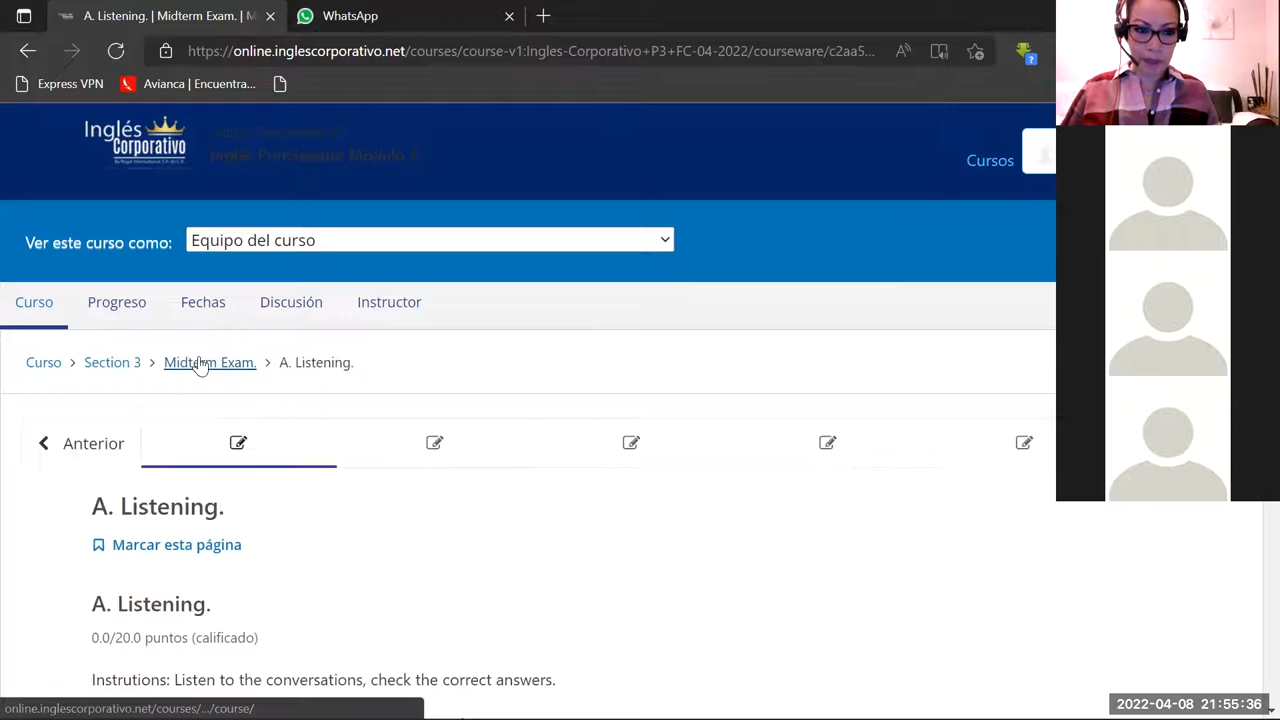 A. Listening. | Midterm Exam. | M
WhatsApp
https://online.inglescorporativo.net/courses/course-
Ingles-Corporativo+P3+FC-04-2022/courseware/c2aa5...
Express VPN
Avianca | Encuentra...
Inglés
Corporativo
Cursos
Ver este curso como:
Equipo del curso
Curso
Progreso
Fechas
Discusión
Instructor
Curso > Section 3 > Midterm Exam. > A. Listening.
Anterior
A. Listening.
Marcar esta página
A. Listening.
0.0/20.0 puntos (calificado)
Instrutions: Listen to the conversations, check the correct answers.
online.inglescorporativo.net/courses/.../course/
2022-04-08 21:55:36